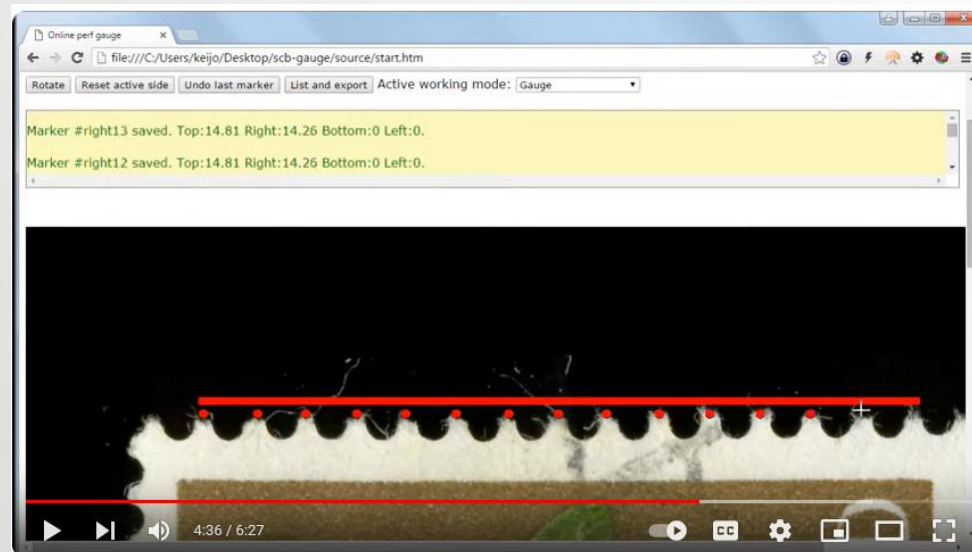 Online perf gauge
file:///C:/Users/keijo/Desktop/scb-gauge/source/start.htm
Rotate Reset active side Undo last marker List and export Active working mode: Gauge
Marker #right13 saved. Top:14.81 Right:14.26 Bottom:0 Left:0.
Marker #right12 saved. Top:14.81 Right:14.26 Bottom:0 Left:0.
4:36 / 6:27
CC